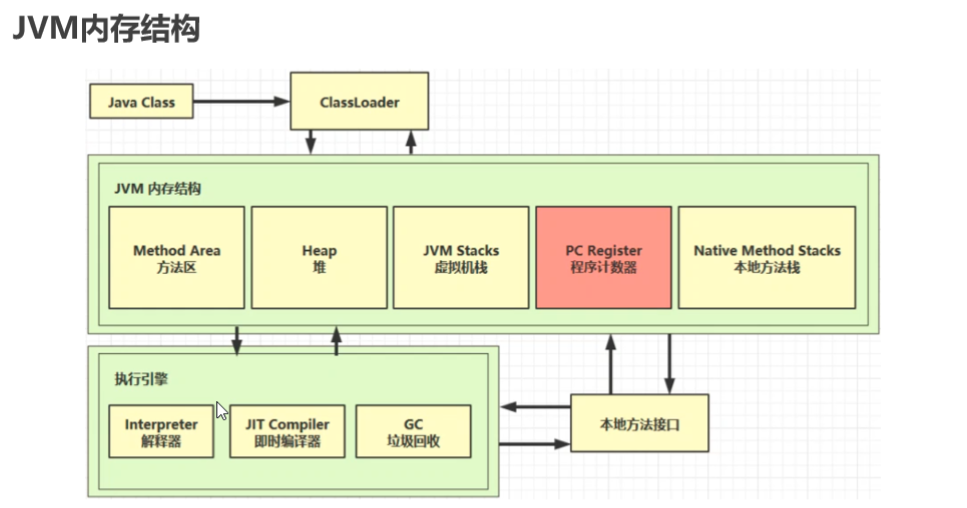 JVM内存结构
Java Class
ClassLoader
JVM 内存结构
Method Area
方法区
Heap
堆
JVM Stacks
虚拟机栈
PC Register
程序计数器
Native Method Stacks
本地方法栈
执行引擎
Interpreter
解释器
JIT Compiler
即时编译器
GC
垃圾回收
本地方法接口